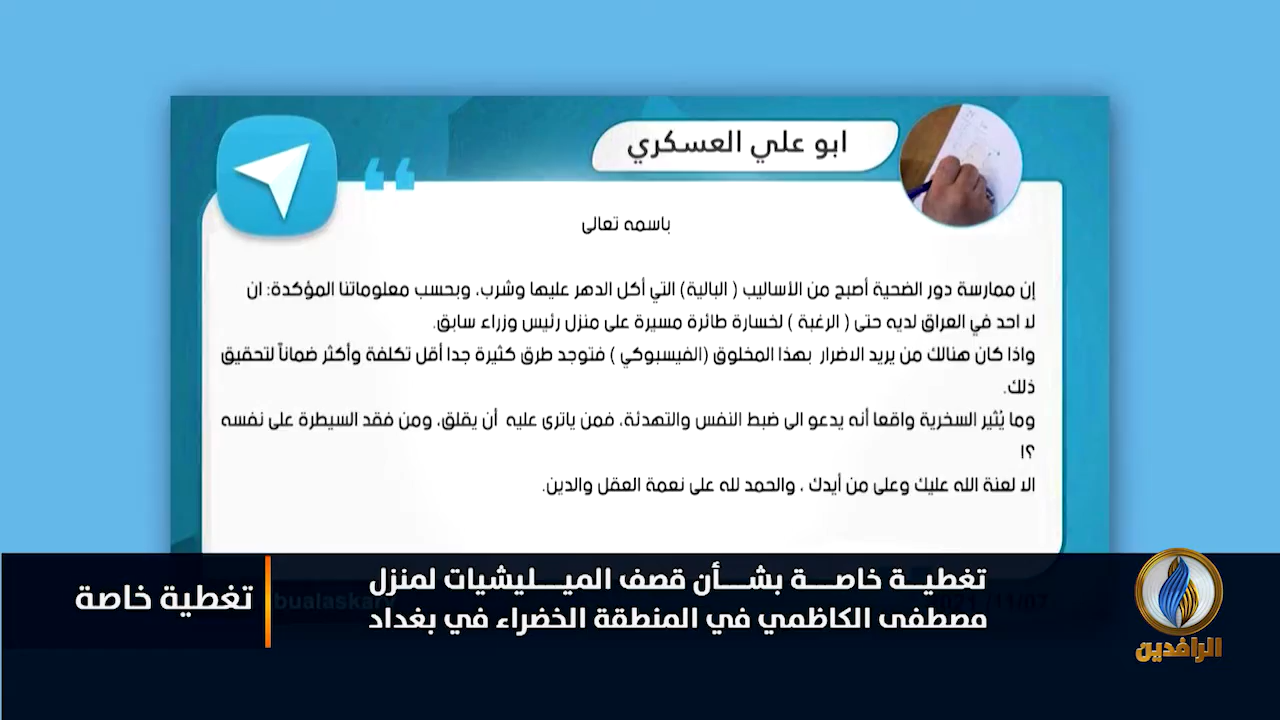 ابو علي العسكري
باسمه تعالى
إن ممارسة دور الضحية أصبح من الأساليب ( البالية) التي أكل الدهر عليها وشرب، وبحسب معلوماتنا المؤكدة: ان
لا احد في العراق لديه حتى ( الرغبة ) لخسارة طائرة مسيرة على منزل رئيس وزراء سابق.
واذا كان هنالك من يريد الاضرار بهذا المخلوق (الفيسبوكي ) فتوجد طرق كثيرة جدا أقل تكلفة وأكثر ضماناً لتحقيق
ذلك.
وما يُثير السخرية واقعا أنه يدعو الى ضبط النفس والتهدئة، فمن ياترى عليه أن يقلق، ومن فقد السيطرة على نفسه
؟!
الا لعنة الله عليك وعلى من أيدك ، والحمد لله على نعمة العقل والدين.
تغطيـة خاصـة بشـأن قصف الميـليشيات لمنزل
مصطفى الكاظمي في المنطقة الخضراء في بغداد
تغطية خاصة
الرافدين